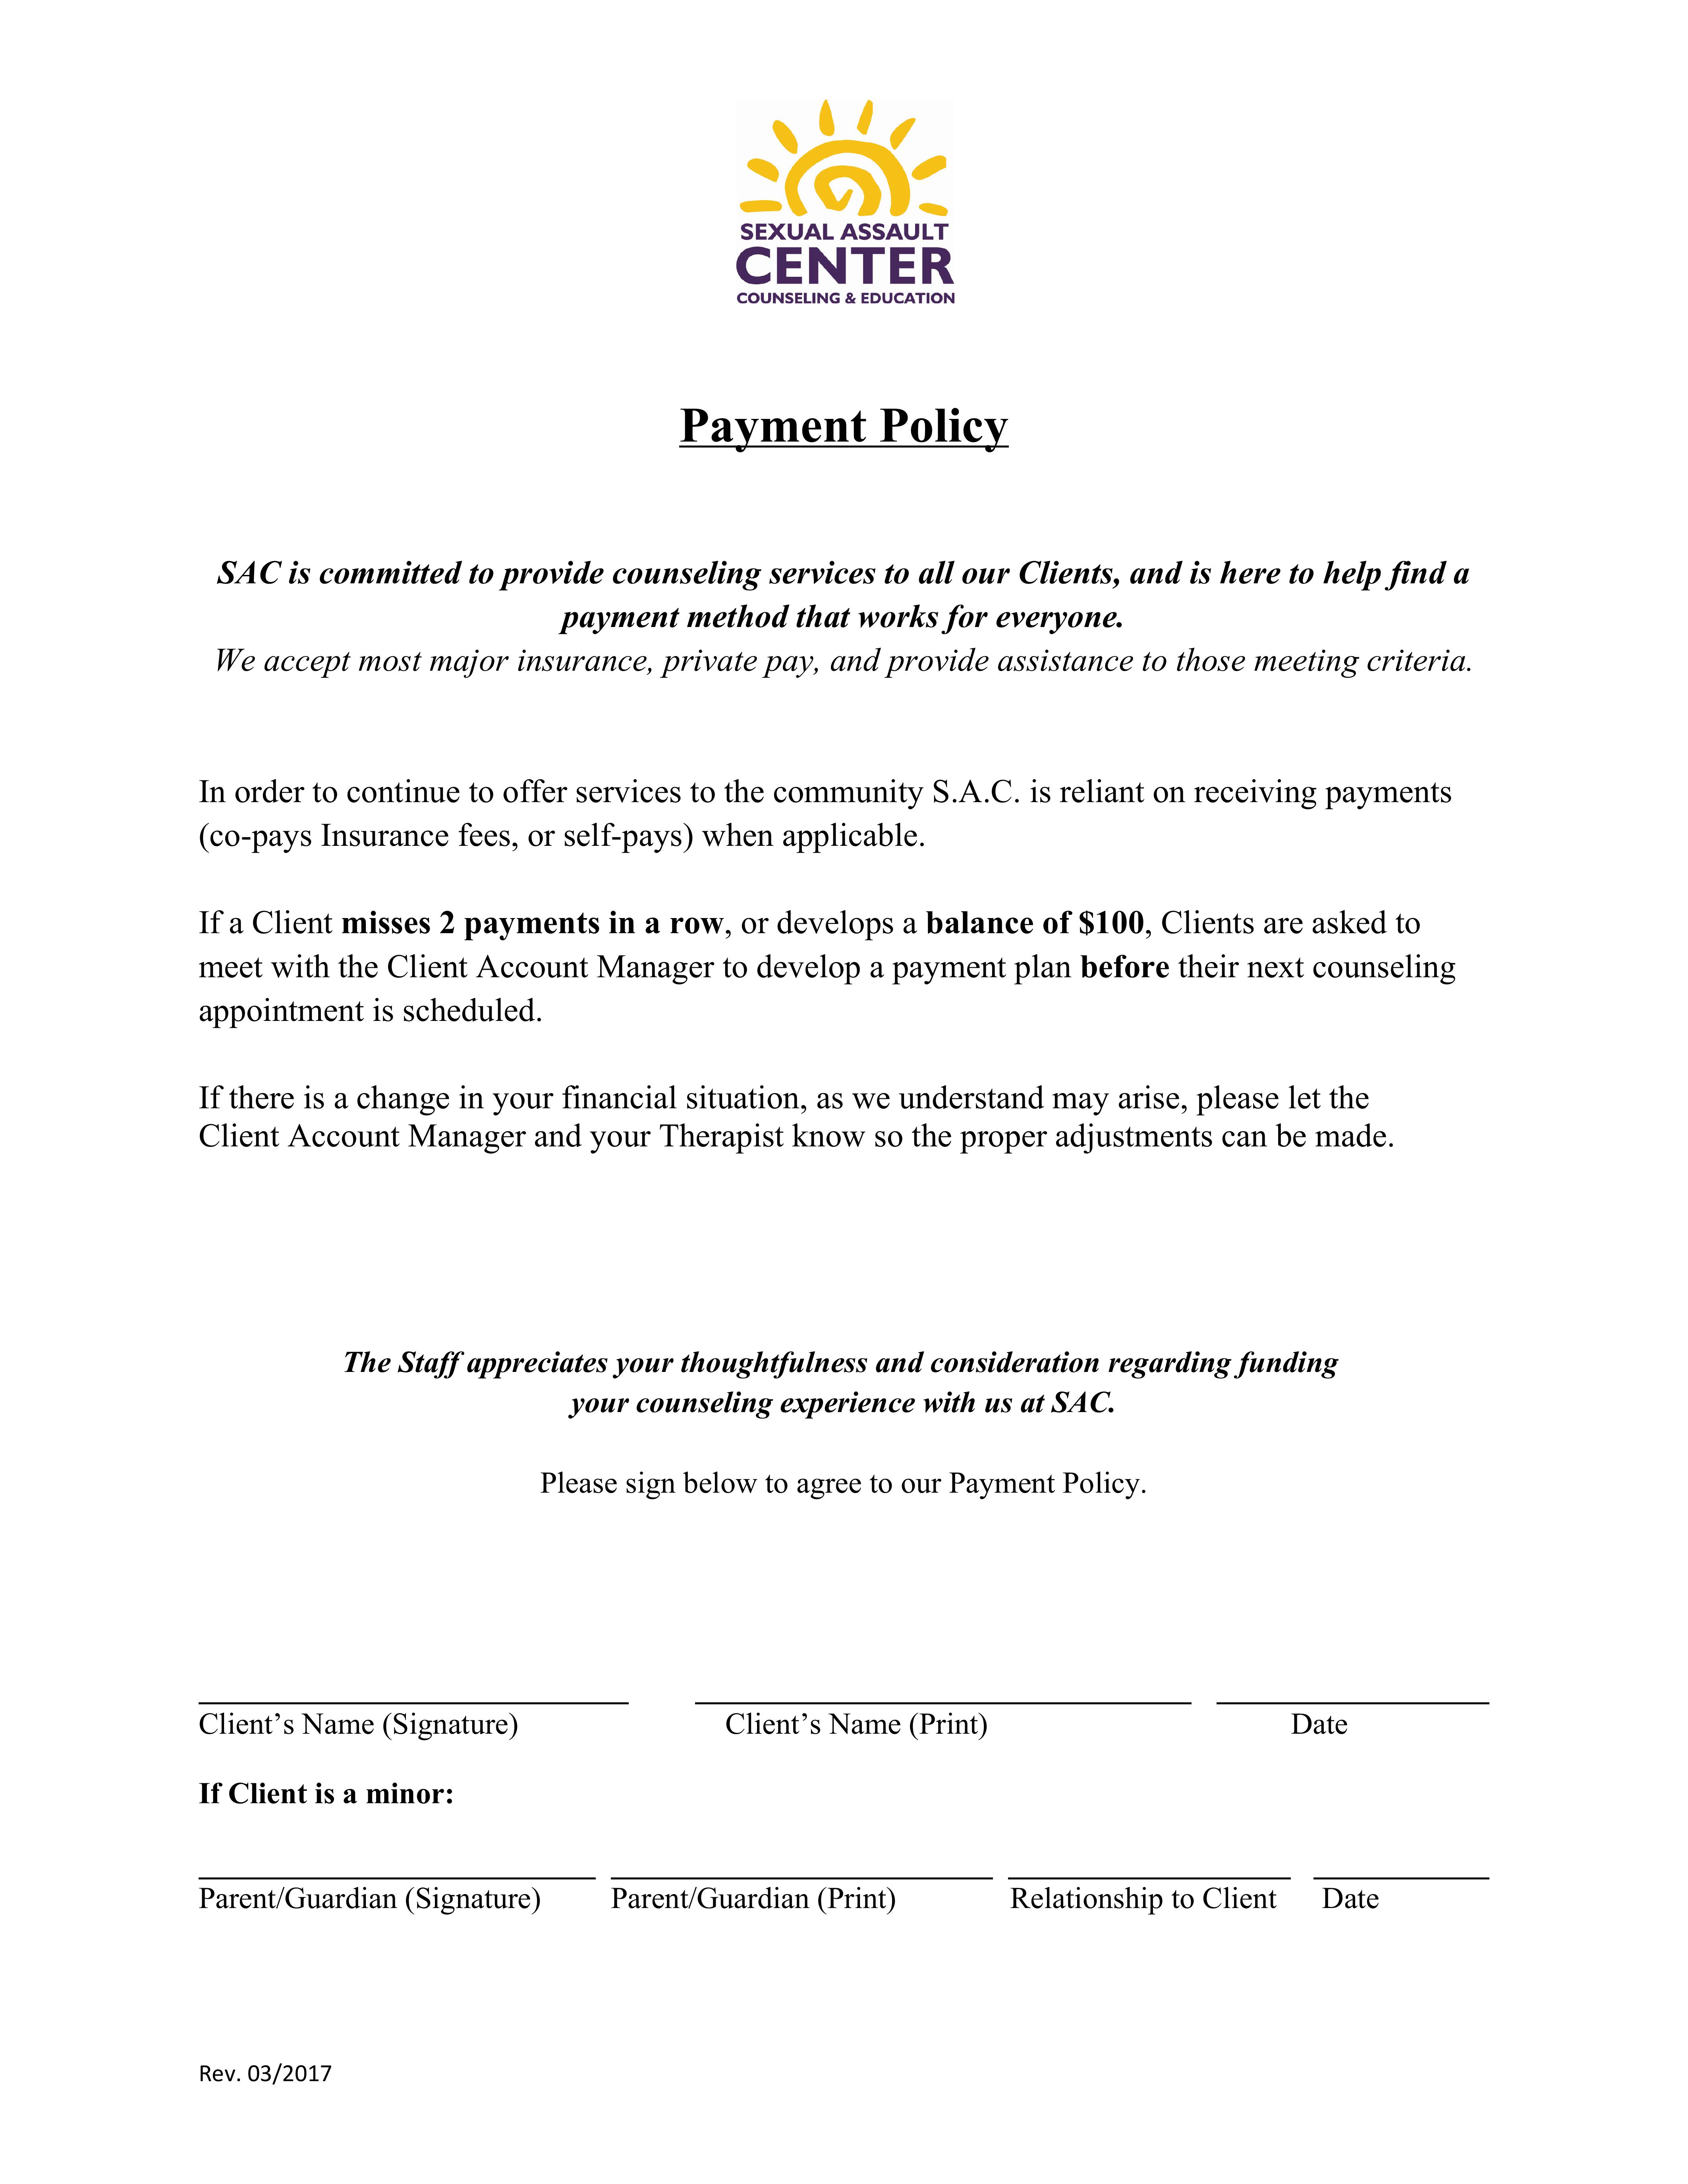 SEXUAL ASSAULT
CENTER
COUNSELING & EDUCATION
Payment Policy
SAC is committed to provide counseling services to all our Clients, and is here to help find a
payment method that works for everyone.
We accept most major insurance, private pay, and provide assistance to those meeting criteria.
In order to continue to offer services to the community S.A.C. is reliant on receiving payments
(co-pays Insurance fees, or self-pays) when applicable.
If a Client misses 2 payments in a row, or develops a balance of $100, Clients are asked to
meet with the Client Account Manager to develop a payment plan before their next counseling
appointment is scheduled.
If there is a change in your financial situation, as we understand may arise, please let the
Client Account Manager and your Therapist know so the proper adjustments can be made.
The Staff appreciates your thoughtfulness and consideration regarding funding
your counseling experience with us at SAC.
Please sign below to agree to our Payment Policy.
Client’s Name (Signature) Client’s Name (Print) Date
If Client is a minor:
Parent/Guardian (Signature) Parent/Guardian (Print) Relationship to Client Date
Rev. 03/2017